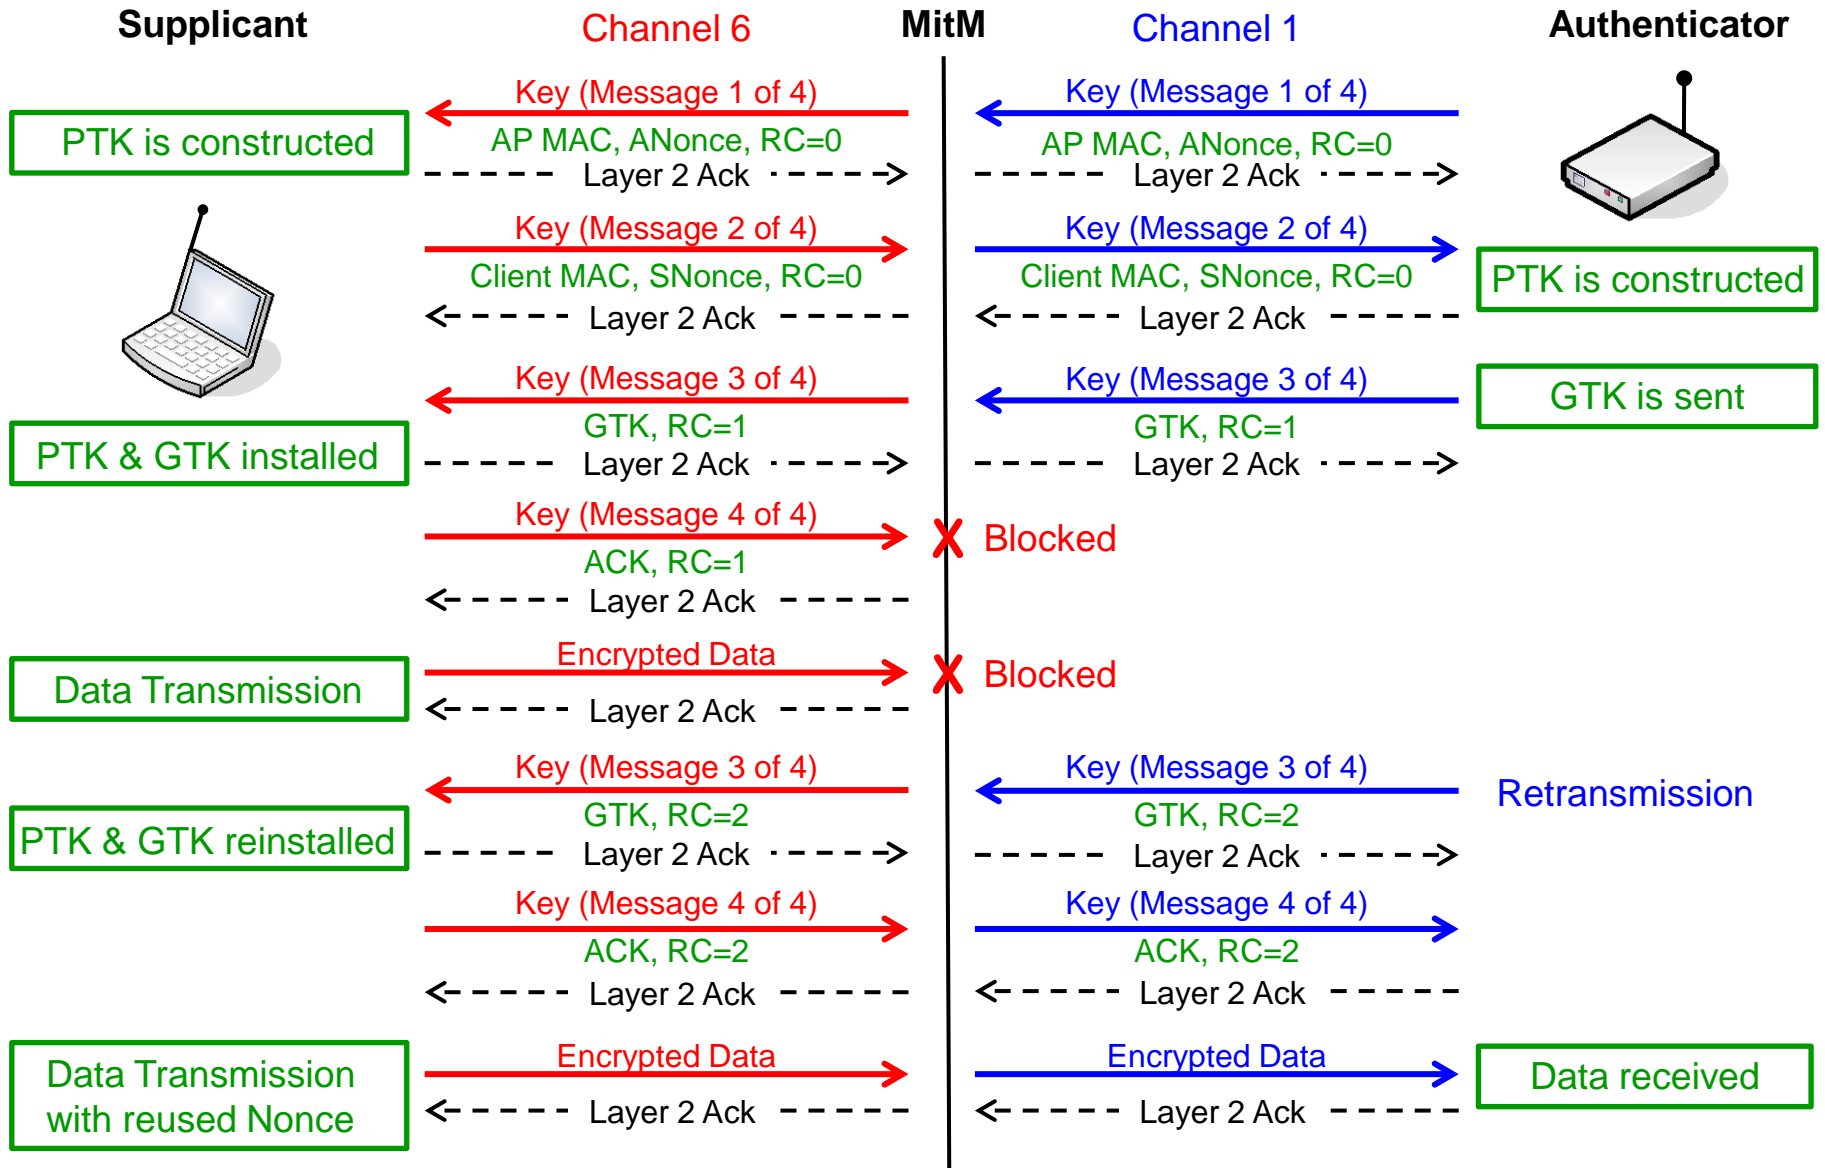 Supplicant
Channel 6
MitM
Channel 1
Authenticator
Key (Message 1 of 4)
Key (Message 1 of 4)
PTK is constructed
AP MAC, ANonce, RC=0
AP MAC, ANonce, RC=0
Layer 2 Ack
Layer 2 Ack
Key (Message 2 of 4)
Key (Message 2 of 4)
Client MAC, SNonce, RC=0
Client MAC, SNonce, RC=0
PTK is constructed
Layer 2 Ack
Layer 2 Ack
Key (Message 3 of 4)
Key (Message 3 of 4)
GTK is sent
GTK, RC=1
GTK, RC=1
PTK & GTK installed
Layer 2 Ack
Layer 2 Ack
Key (Message 4 of 4)
X Blocked
ACK, RC=1
Layer 2 Ack
Encrypted Data
X Blocked
Data Transmission
Layer 2 Ack
Key (Message 3 of 4)
Key (Message 3 of 4)
Retransmission
GTK, RC=2
GTK, RC=2
PTK & GTK reinstalled
Layer 2 Ack
Layer 2 Ack
Key (Message 4 of 4)
Key (Message 4 of 4)
ACK, RC=2
ACK, RC=2
Layer 2 Ack
Layer 2 Ack
Encrypted Data
Encrypted Data
Data Transmission
with reused Nonce
Data received
Layer 2 Ack
Layer 2 Ack